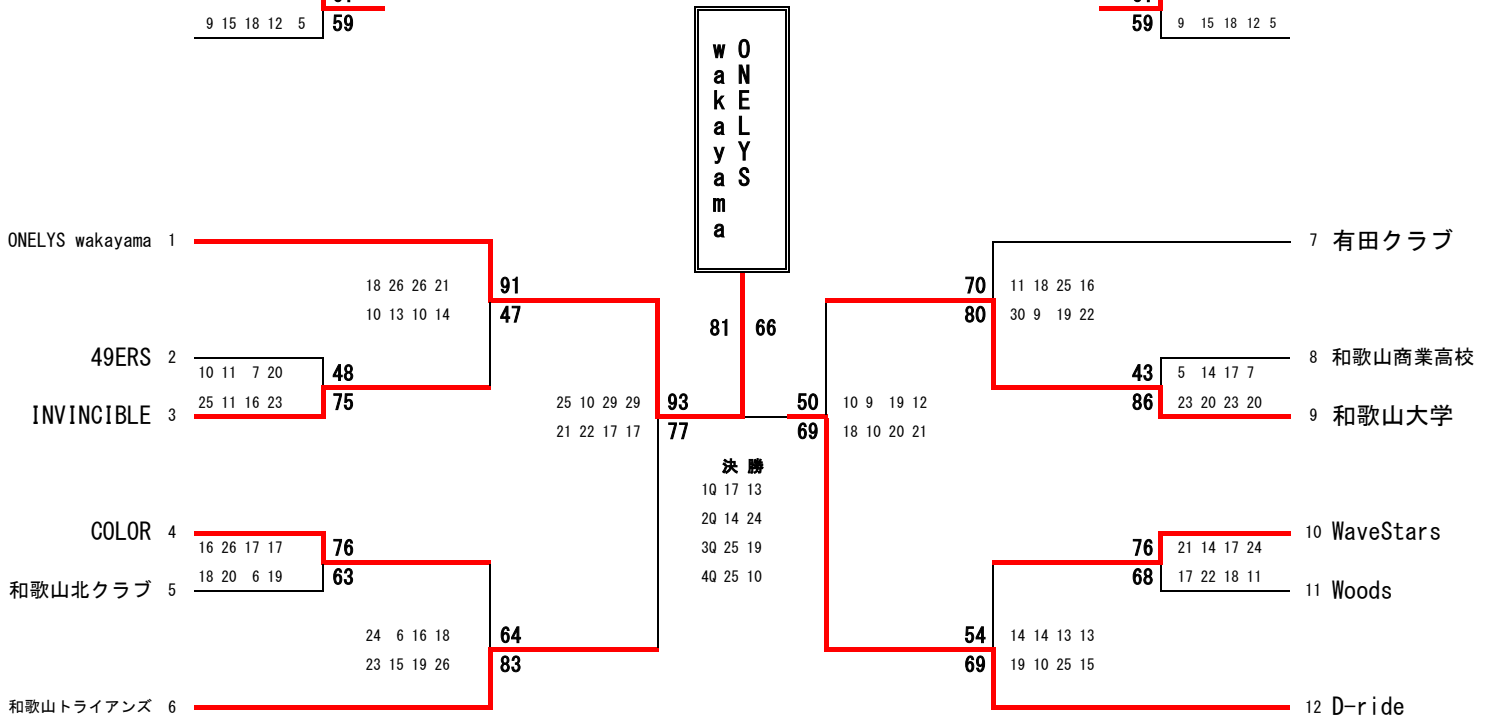 9 15 18 12 5
59
59
9 15 18 12 5
ONELYS
wakayama
ONELYS wakayama 1
18 26 26 21
91
10 13 10 14
47
49ERS 2
10 11 7 20
48
25 11 16 23
75
INVINCIBLE 3
25 10 29 29
93
21 22 17 17
77
COLOR 4
16 26 17 17
76
18 20 6 19
63
和歌山北クラブ 5
24 6 16 18
64
23 15 19 26
83
和歌山トライアンズ 6
81 66
決 勝
1Q 17 13
2Q 14 24
3Q 25 19
4Q 25 10
7 有田クラブ
70
11 18 25 16
80
30 9 19 22
8 和歌山商業高校
43
5 14 17 7
86
23 20 23 20
9 和歌山大学
50
10 9 19 12
69
18 10 20 21
10 WaveStars
76
21 14 17 24
68
17 22 18 11
11 Woods
54
14 14 13 13
69
19 10 25 15
12 D-ride